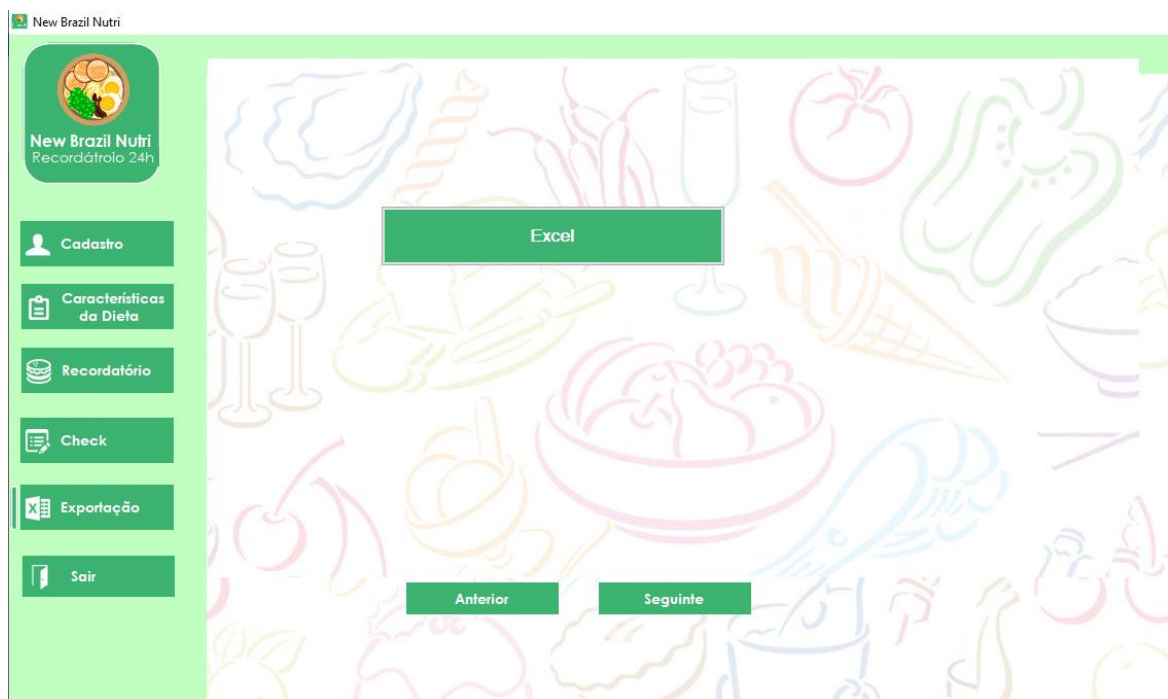 New Brazil Nutri
New Brazil Nutri
Recordátroio 24h
Cadastro
Características
da Dieta
Recordatório
Check
Exportação
Sair
Excel
Anterior
Seguinte